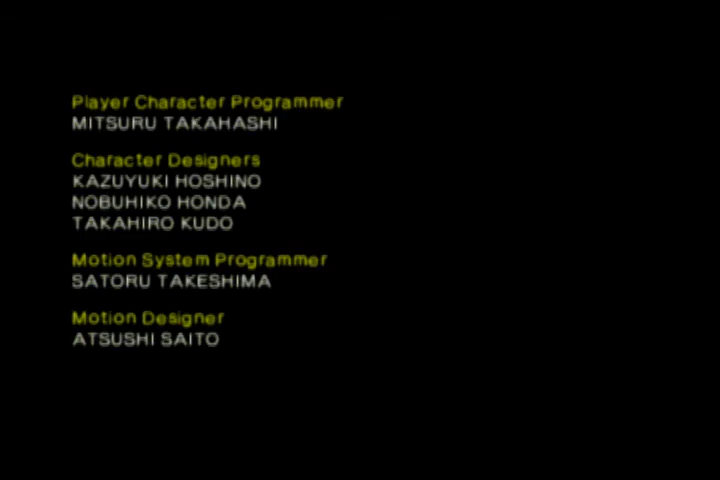 Player Character Programmer
MITSURU TAKAHASHI
Character Designers
KAZUYUKI HOSHINO
NOBUHIKO HONDA
TAKAHIRO KUDO
Motion System Programmer
SATORU TAKESHIMA
Motion Designer
ATSUSHI SAITO